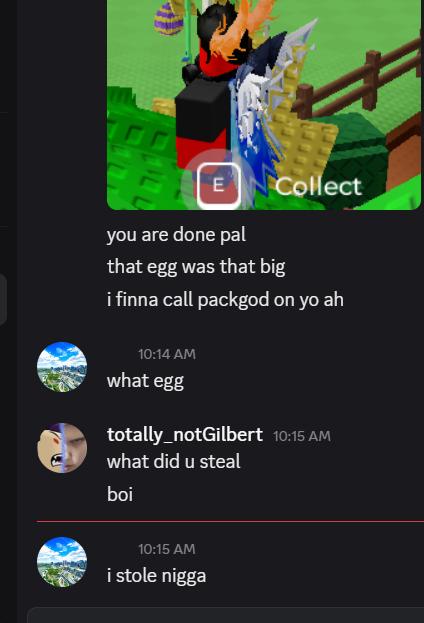 E Collect
you are done pal
that egg was that big
i finna call packgod on yo ah
10:14 AM
what egg
totally_notGilbert 10:15 AM
what did u steal
boi
10:15 AM
i stole nigga